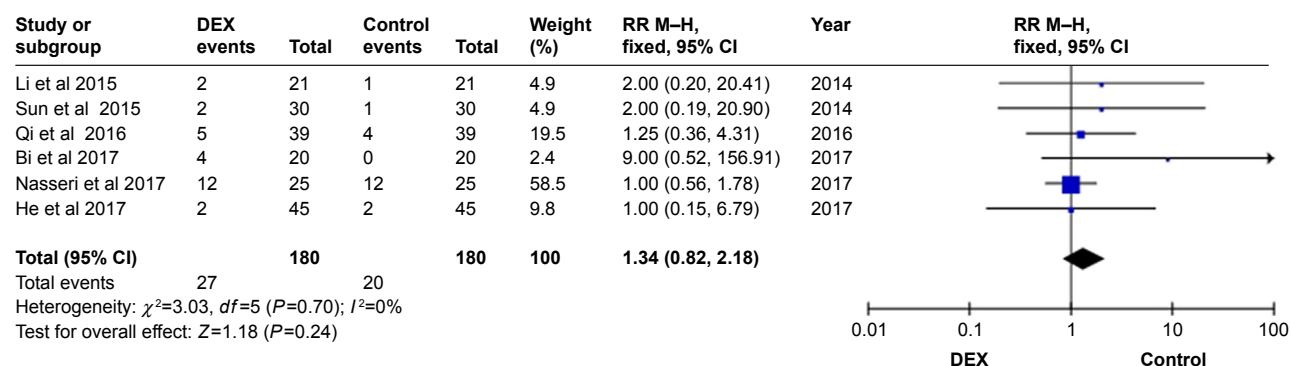 Study or subgroup DEX events Total Control events Total Weight (%) RR M–H, fixed, 95% CI Year RR M–H, fixed, 95% CI
Li et al 2015 2 21 1 21 4.9 2.00 (0.20, 20.41) 2014
Sun et al 2015 2 30 1 30 4.9 2.00 (0.19, 20.90) 2014
Qi et al 2016 5 39 4 39 19.5 1.25 (0.36, 4.31) 2016
Bi et al 2017 4 20 0 20 2.4 9.00 (0.52, 156.91) 2017
Nasseri et al 2017 12 25 12 25 58.5 1.00 (0.56, 1.78) 2017
He et al 2017 2 45 2 45 9.8 1.00 (0.15, 6.79) 2017
Total (95% CI) 180 180 100 1.34 (0.82, 2.18)
Total events 27 20
Heterogeneity: χ²=3.03, df=5 (P=0.70); I²=0%
Test for overall effect: Z=1.18 (P=0.24)
0.01 0.1 1 10 100
DEX Control